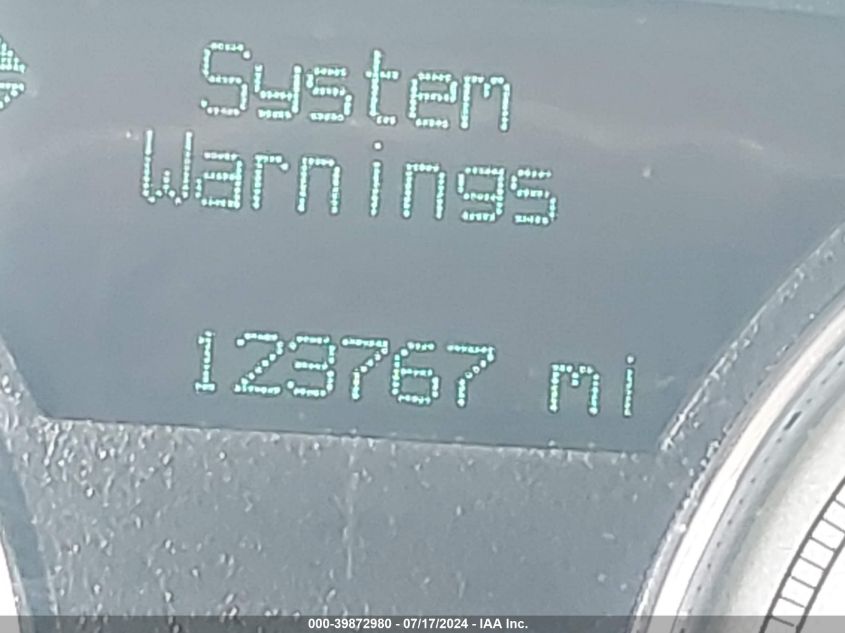 System
Warnings
123767 mi
000-39872980 - 07/17/2024 - IAA Inc.